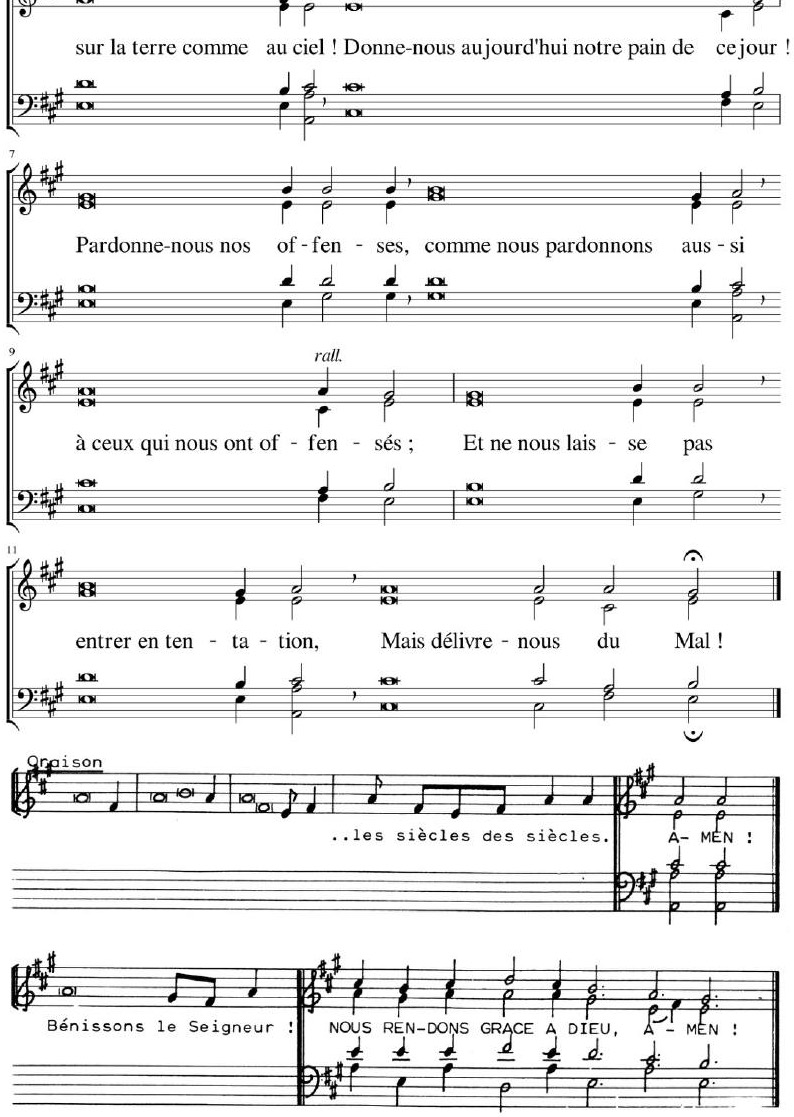 sur la terre comme au ciel ! Donne-nous aujourd'hui notre pain de ce jour !
7
Pardonne-nous nos of - fen - ses, comme nous pardonnons aus - si
9
rall.
à ceux qui nous ont of - fen - sés ; Et ne nous lais - se pas
11
entrer en ten - ta - tion, Mais délivre - nous du Mal !
Oraison
..les siècles des siècles. A- MEN !
Bénissons le Seigneur ! NOUS REN-DONS GRACE A DIEU, A - MEN !